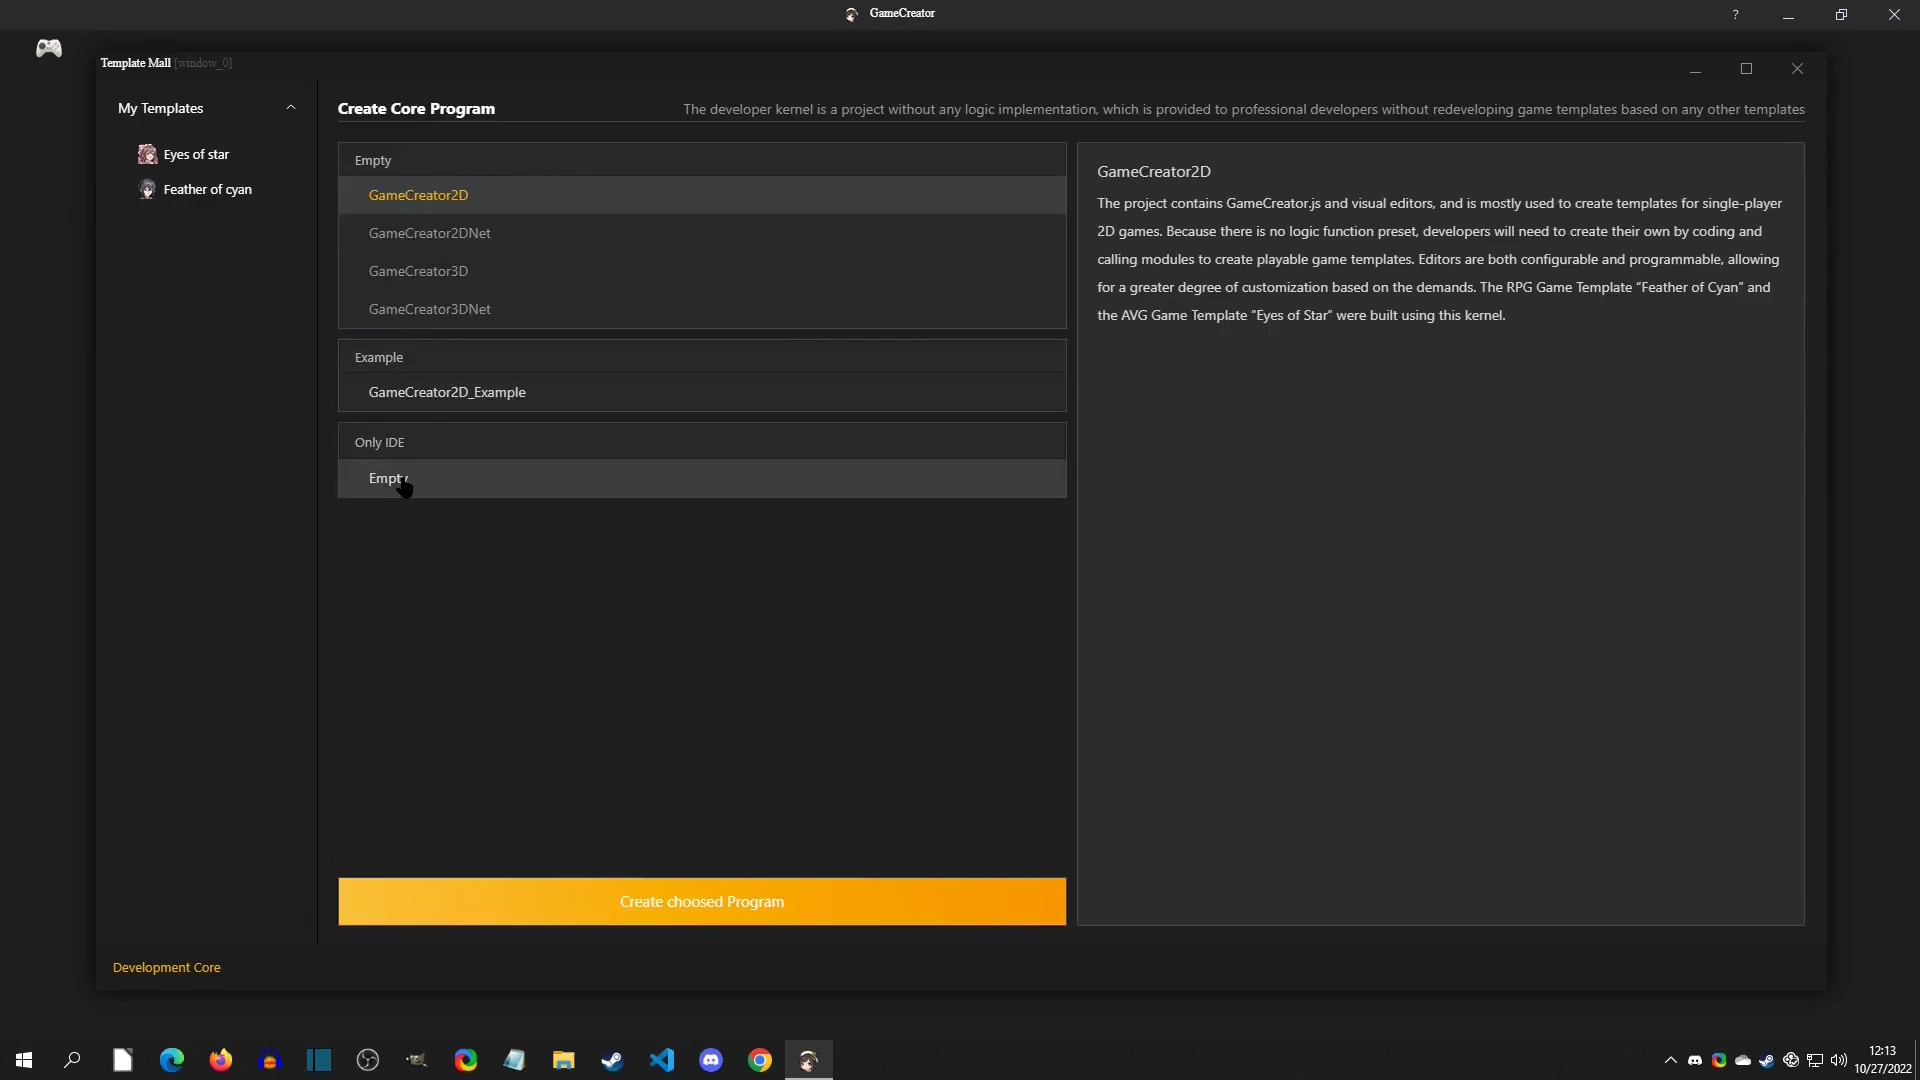 GameCreator
?
Template Mall [window_0]
My Templates
Eyes of star
Feather of cyan
Create Core Program
The developer kernel is a project without any logic implementation, which is provided to professional developers without redeveloping game templates based on any other templates
Empty
GameCreator2D
GameCreator2DNet
GameCreator3D
GameCreator3DNet
Example
GameCreator2D_Example
Only IDE
Empty
Create choosed Program
GameCreator2D
The project contains GameCreator.js and visual editors, and is mostly used to create templates for single-player
2D games. Because there is no logic function preset, developers will need to create their own by coding and
calling modules to create playable game templates. Editors are both configurable and programmable, allowing
for a greater degree of customization based on the demands. The RPG Game Template “Feather of Cyan” and
the AVG Game Template "Eyes of Star" were built using this kernel.
Development Core
12:13
10/27/2022